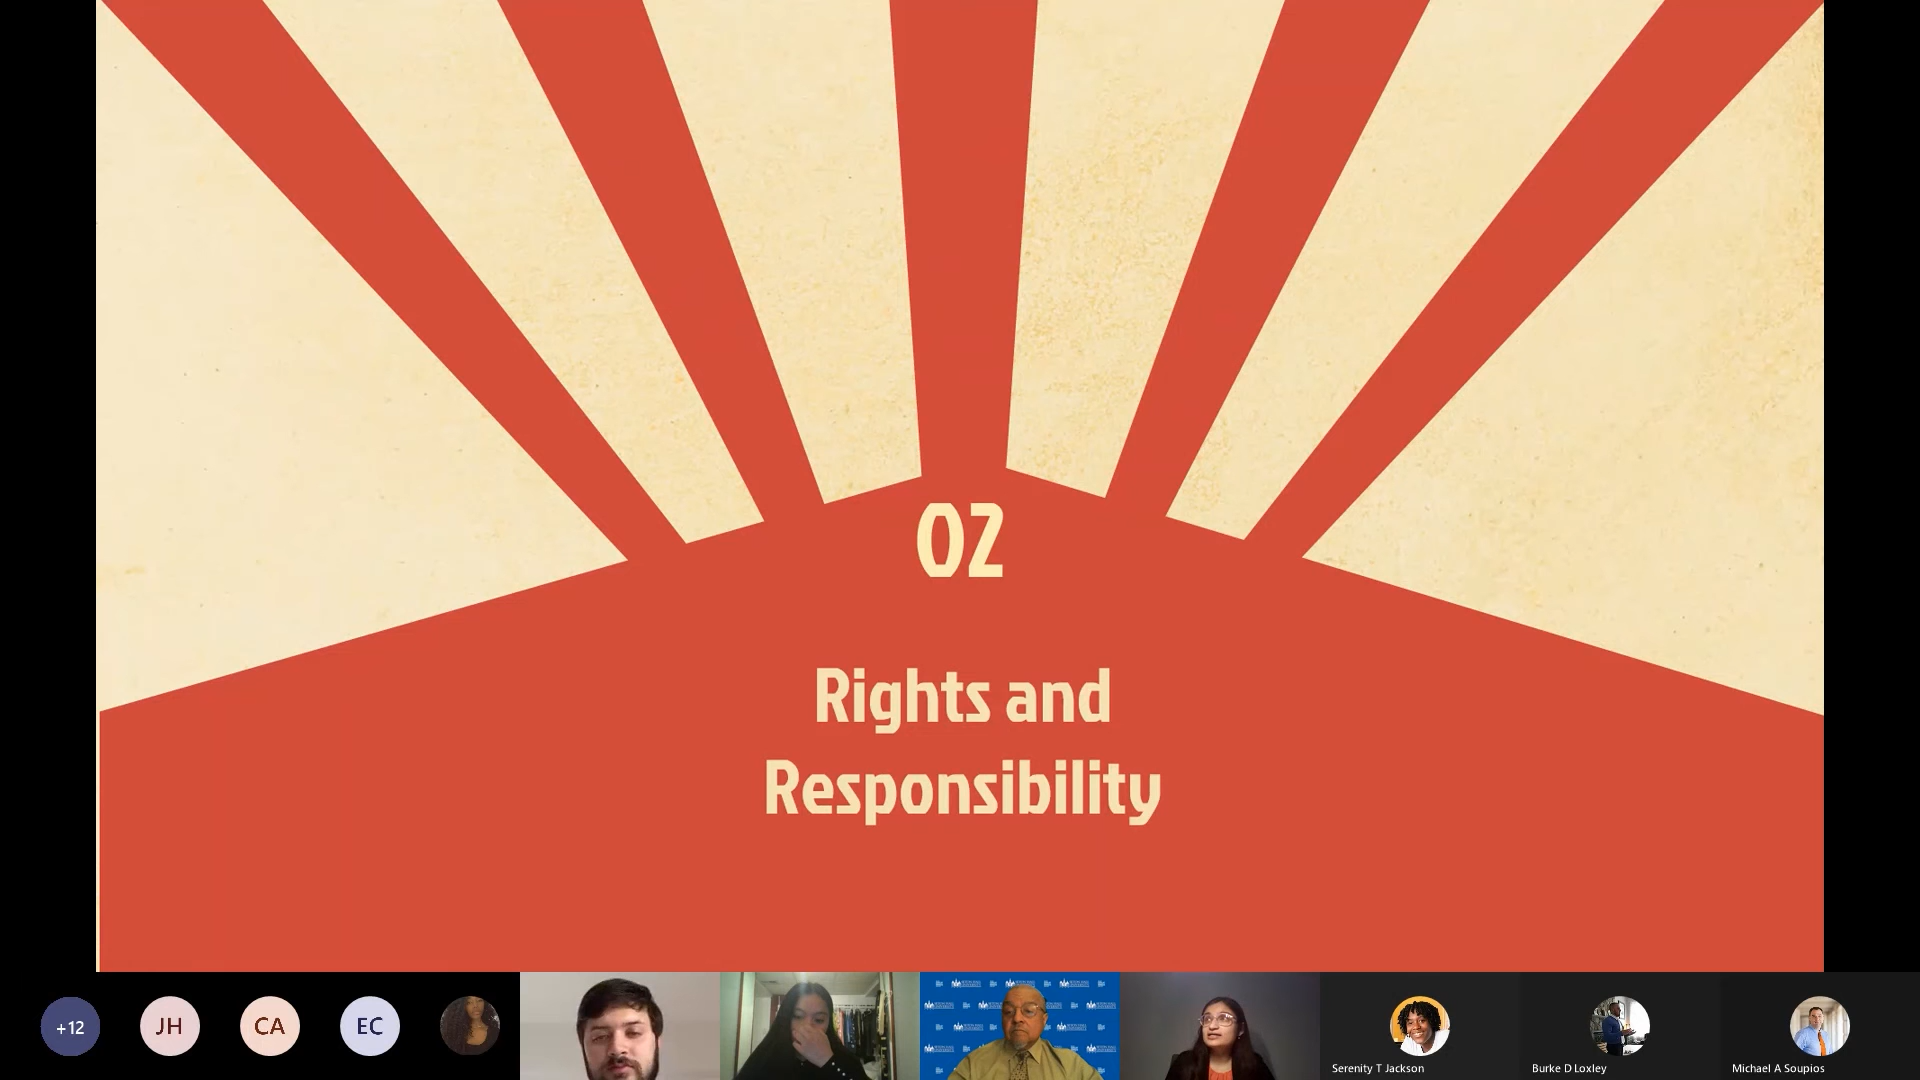 02
Rights and
Responsibility
+12
JH
CA
EC
Serenity T Jackson
Burke D Loxley
Michael A Soupios